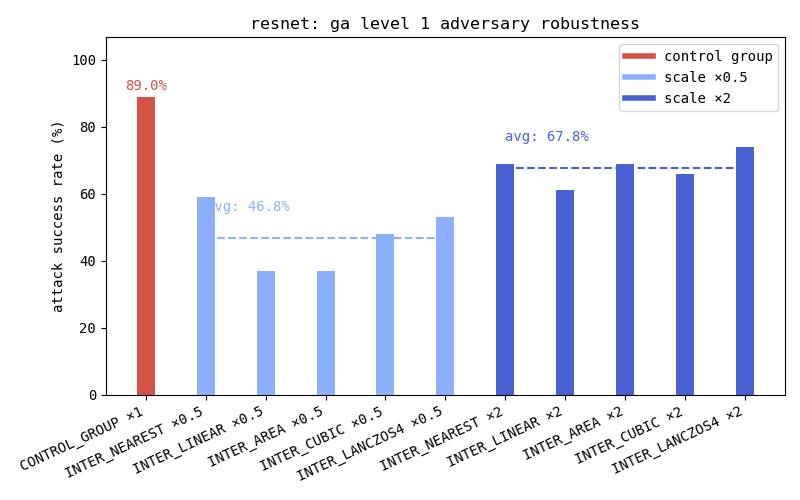 resnet: ga level 1 adversary robustness
attack success rate (%)
100
80
60
40
20
0
control group
scale ×0.5
scale ×2
89.0%
avg: 46.8%
avg: 67.8%
CONTROL_GROUP ×1
INTER_NEAREST ×0.5
INTER_LINEAR ×0.5
INTER_AREA ×0.5
INTER_CUBIC ×0.5
INTER_LANCZOS4 ×0.5
INTER_NEAREST ×2
INTER_LINEAR ×2
INTER_AREA ×2
INTER_CUBIC ×2
INTER_LANCZOS4 ×2